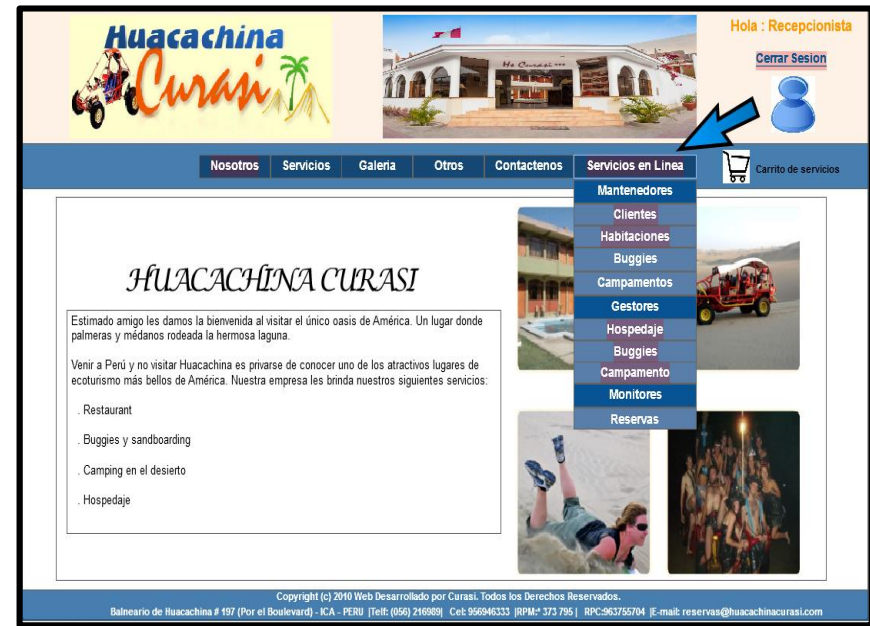 Huacachina
Curasi
Ho Curasi ***
Hola : Recepcionista
Cerrar Sesion
Nosotros Servicios Galeria Otros Contactenos Servicios en Linea
Carrito de servicios
Mantenedores
Clientes
Habitaciones
Buggies
Campamentos
Gestores
Hospedaje
Buggies
Campamento
Monitores
Reservas
HUACACHINA CURASI
Estimado amigo les damos la bienvenida al visitar el único oasis de América. Un lugar donde
palmeras y médanos rodeada la hermosa laguna.
Venir a Perú y no visitar Huacachina es privarse de conocer uno de los atractivos lugares de
ecoturismo más bellos de América. Nuestra empresa les brinda nuestros siguientes servicios:
. Restaurant
. Buggies y sandboarding
. Camping en el desierto
. Hospedaje
Copyright (c) 2010 Web Desarrollado por Curasi. Todos los Derechos Reservados.
Balneario de Huacachina # 197 (Por el Boulevard) - ICA - PERU |Telf: (056) 216989| Cel: 956946333 |RPM:* 373 795 | RPC:963755704 |E-mail: reservas@huacachinacurasi.com